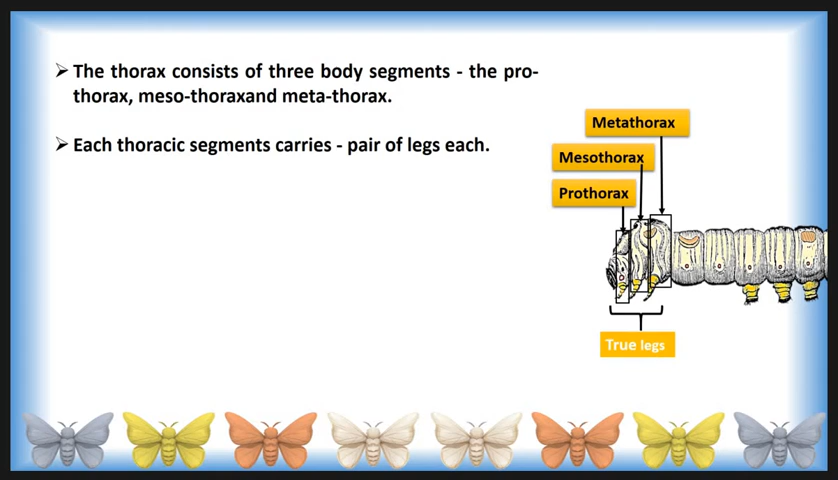 ➢ The thorax consists of three body segments - the pro-
thorax, meso-thoraxand meta-thorax.
➢ Each thoracic segments carries - pair of legs each.
Metathorax
Mesothorax
Prothorax
True legs